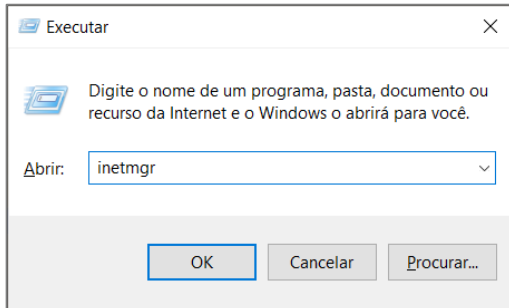 Executar
Digite o nome de um programa, pasta, documento ou
recurso da Internet e o Windows o abrirá para você.
Abrir: inetmgr
OK Cancelar Procurar...